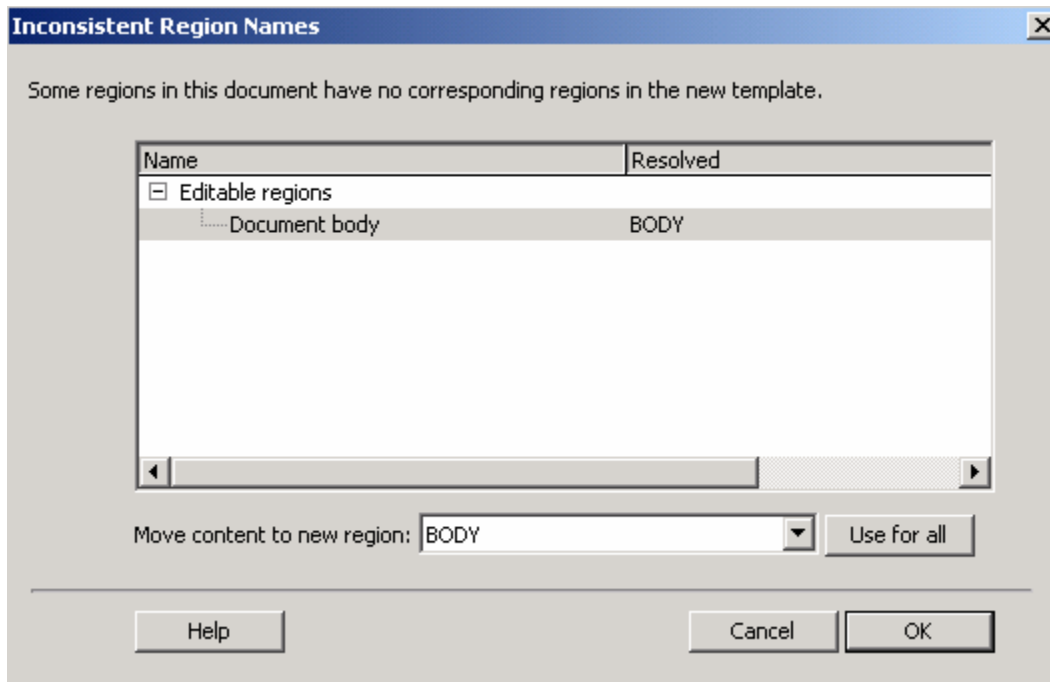 Inconsistent Region Names
Some regions in this document have no corresponding regions in the new template.
Name Resolved
Editable regions
Document body BODY
Move content to new region: BODY Use for all
Help Cancel OK